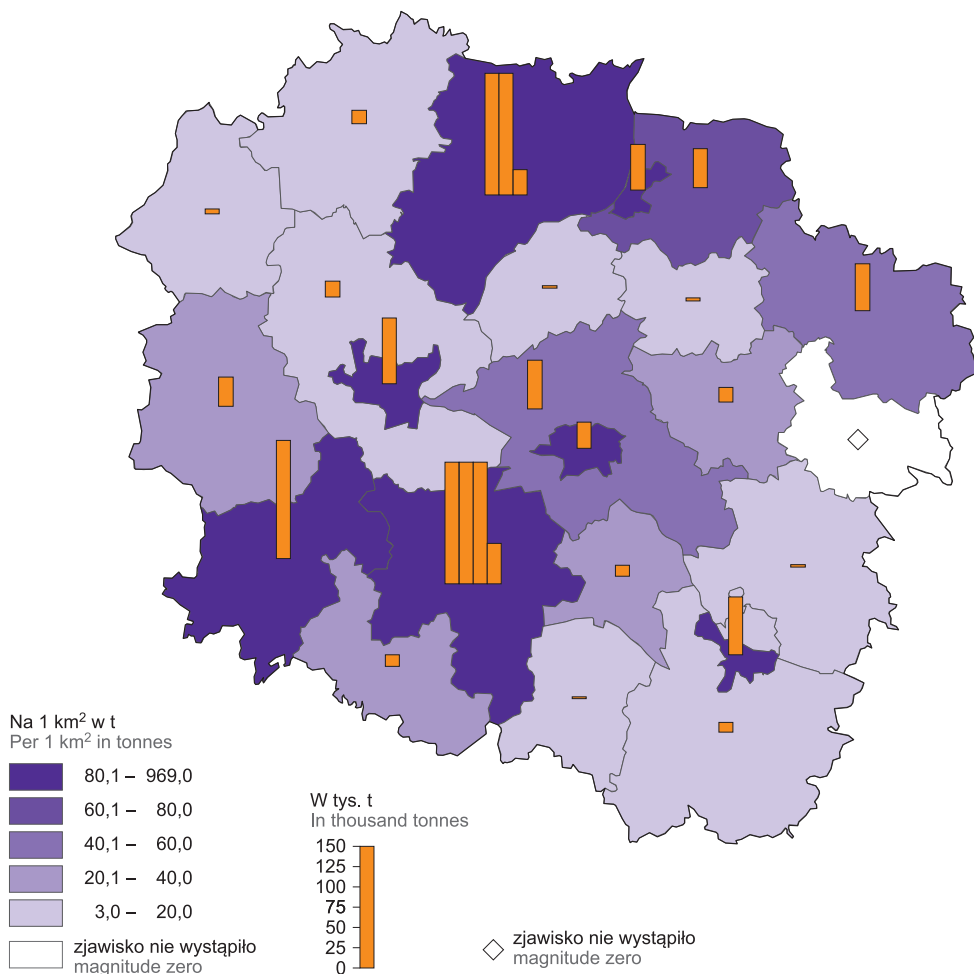 Na 1 km² w t
Per 1 km² in tonnes
80,1 – 969,0
60,1 – 80,0
40,1 – 60,0
20,1 – 40,0
3,0 – 20,0
zjawisko nie wystąpiło
magnitude zero
W tys. t
In thousand tonnes
150
125
100
75
50
25
0
zjawisko nie wystąpiło
magnitude zero